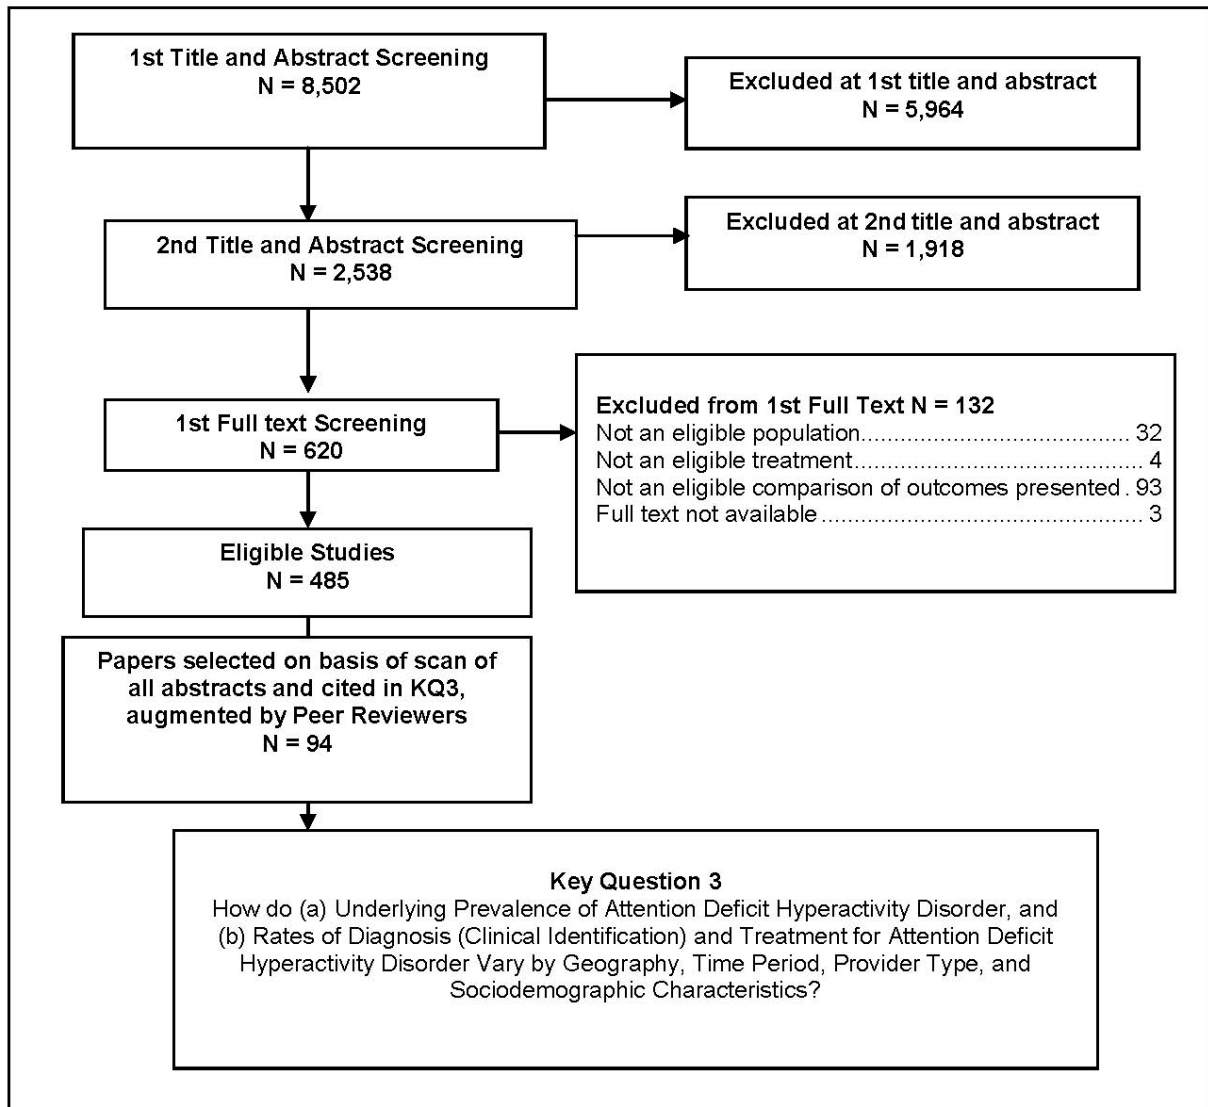 1st Title and Abstract Screening
N = 8,502
Excluded at 1st title and abstract
N = 5,964
2nd Title and Abstract Screening
N = 2,538
Excluded at 2nd title and abstract
N = 1,918
1st Full text Screening
N = 620
Excluded from 1st Full Text N = 132
Not an eligible population................................................ 32
Not an eligible treatment................................................... 4
Not an eligible comparison of outcomes presented . 93
Full text not available ........................................................ 3
Eligible Studies
N = 485
Papers selected on basis of scan of
all abstracts and cited in KQ3,
augmented by Peer Reviewers
N = 94
Key Question 3
How do (a) Underlying Prevalence of Attention Deficit Hyperactivity Disorder, and
(b) Rates of Diagnosis (Clinical Identification) and Treatment for Attention Deficit
Hyperactivity Disorder Vary by Geography, Time Period, Provider Type, and
Sociodemographic Characteristics?